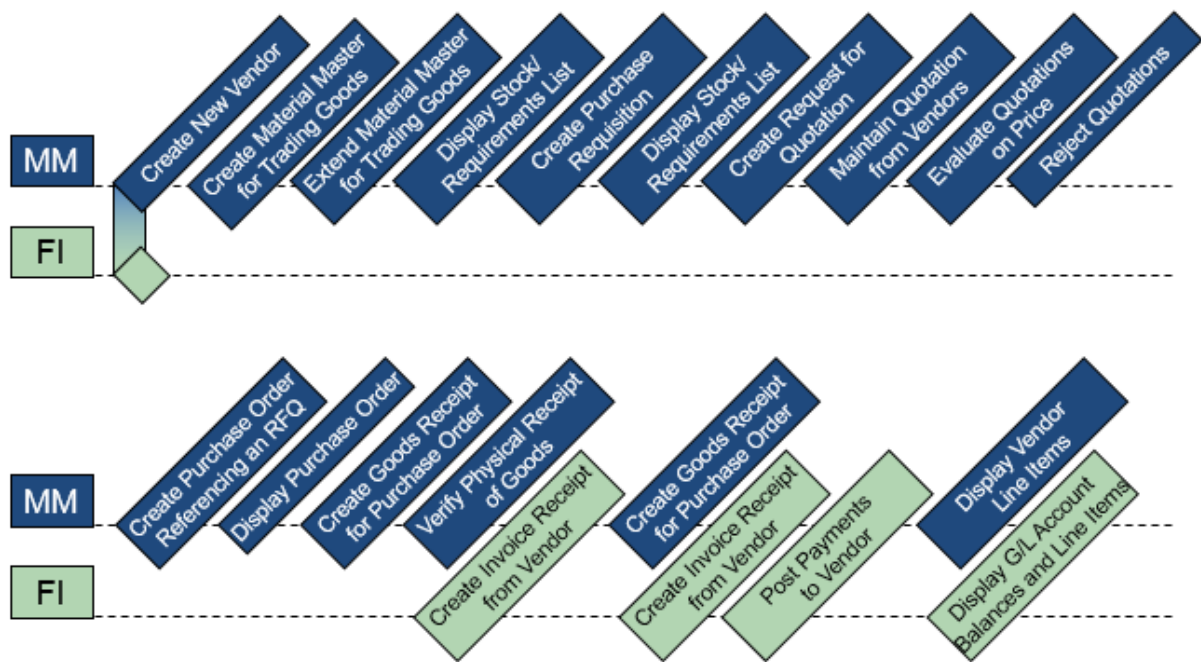 MM
Create New Vendor
Create Material Master
for Trading Goods
Extend Material Master
for Trading Goods
Display Stock/
Requirements List
Create Purchase
Requisition
Display Stock/
Requirements List
Create Request for
Quotation
Maintain Quotation
from Vendors
Evaluate Quotations
on Price
Reject Quotations
FI
MM
Create Purchase Order
Referencing an RFQ
Display Purchase Order
Create Goods Receipt
for Purchase Order
Verify Physical Receipt
of Goods
Create Goods Receipt
for Purchase Order
Display Vendor
Line Items
FI
Create Invoice Receipt
from Vendor
Create Invoice Receipt
from Vendor
Post Payments
to Vendor
Display G/L Account
Balances and Line Items